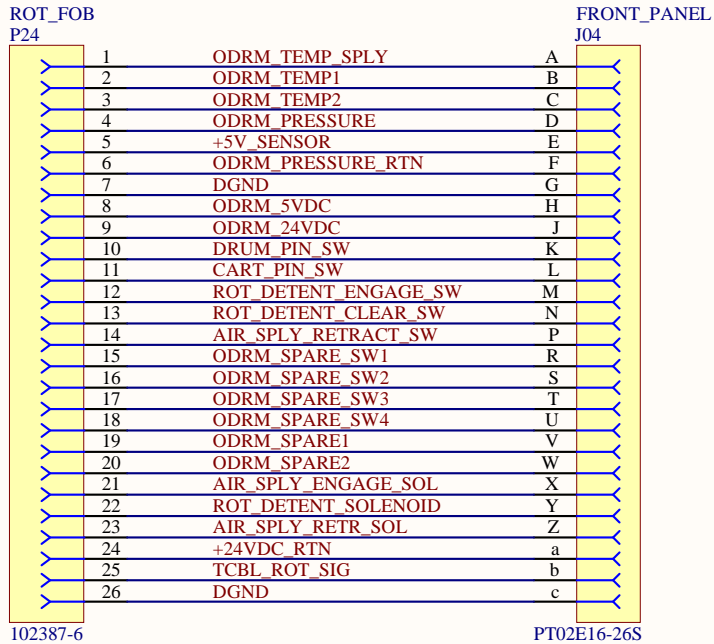 ROT_FOB FRONT_PANEL
P24 J04
1 ODRM_TEMP_SPLY A
2 ODRM_TEMP1 B
3 ODRM_TEMP2 C
4 ODRM_PRESSURE D
5 +5V_SENSOR E
6 ODRM_PRESSURE_RTN F
7 DGND G
8 ODRM_5VDC H
9 ODRM_24VDC J
10 DRUM_PIN_SW K
11 CART_PIN_SW L
12 ROT_DETENT_ENGAGE_SW M
13 ROT_DETENT_CLEAR_SW N
14 AIR_SPLY_RETRACT_SW P
15 ODRM_SPARE_SW1 R
16 ODRM_SPARE_SW2 S
17 ODRM_SPARE_SW3 T
18 ODRM_SPARE_SW4 U
19 ODRM_SPARE1 V
20 ODRM_SPARE2 W
21 AIR_SPLY_ENGAGE_SOL X
22 ROT_DETENT_SOLENOID Y
23 AIR_SPLY_RETR_SOL Z
24 +24VDC_RTN a
25 TCBL_ROT_SIG b
26 DGND c
102387-6 PT02E16-26S